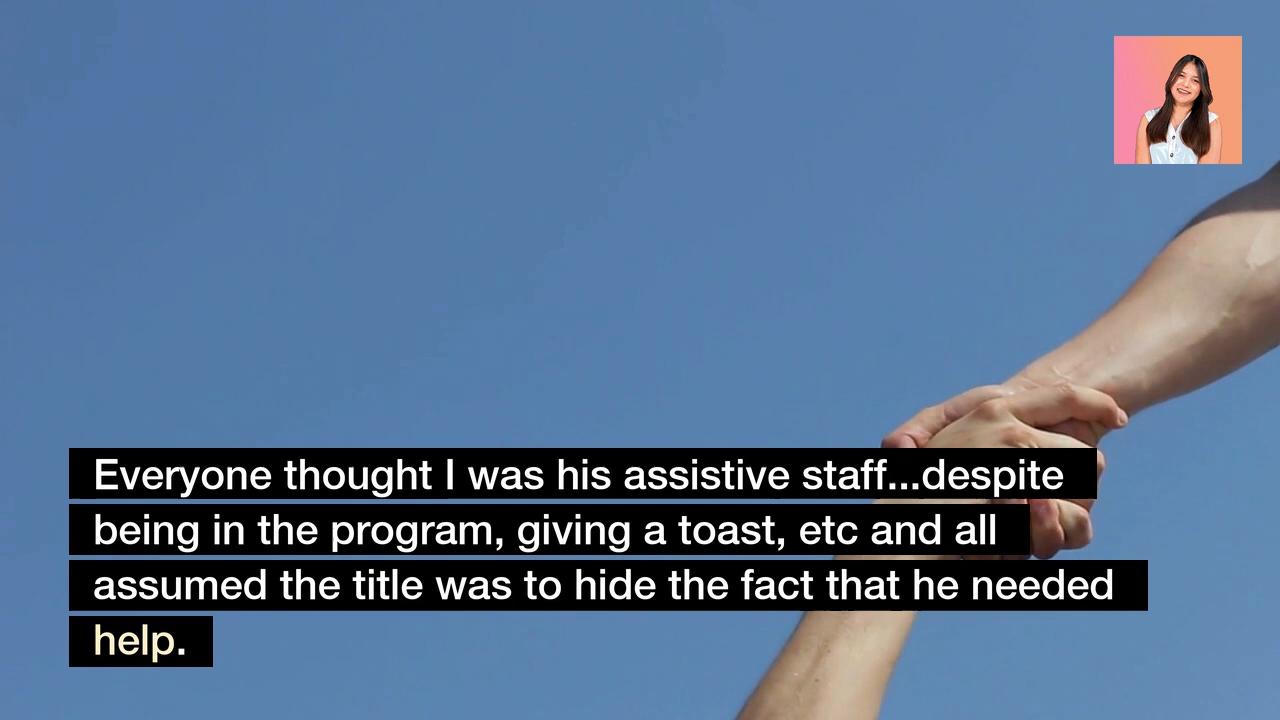 Everyone thought I was his assistive staff...despite
being in the program, giving a toast, etc and all
assumed the title was to hide the fact that he needed
help.